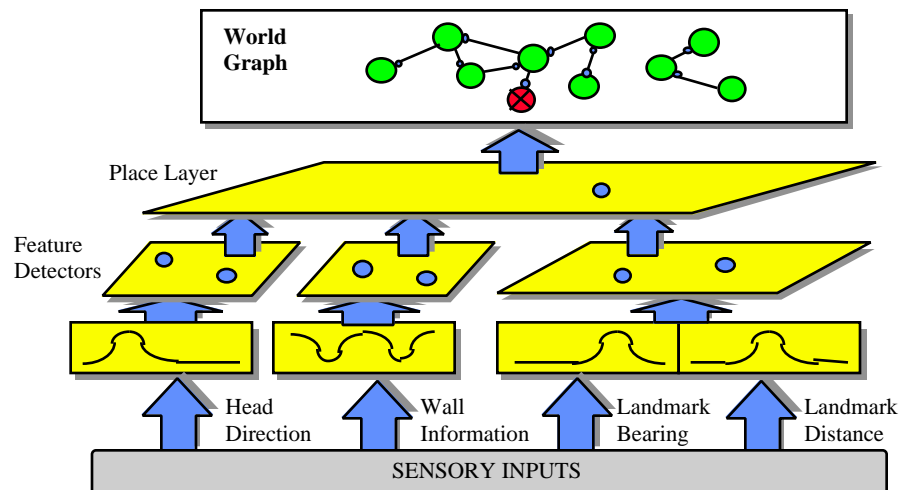 World
Graph
Place Layer
Feature
Detectors
Head
Direction
Wall
Information
Landmark
Bearing
Landmark
Distance
SENSORY INPUTS